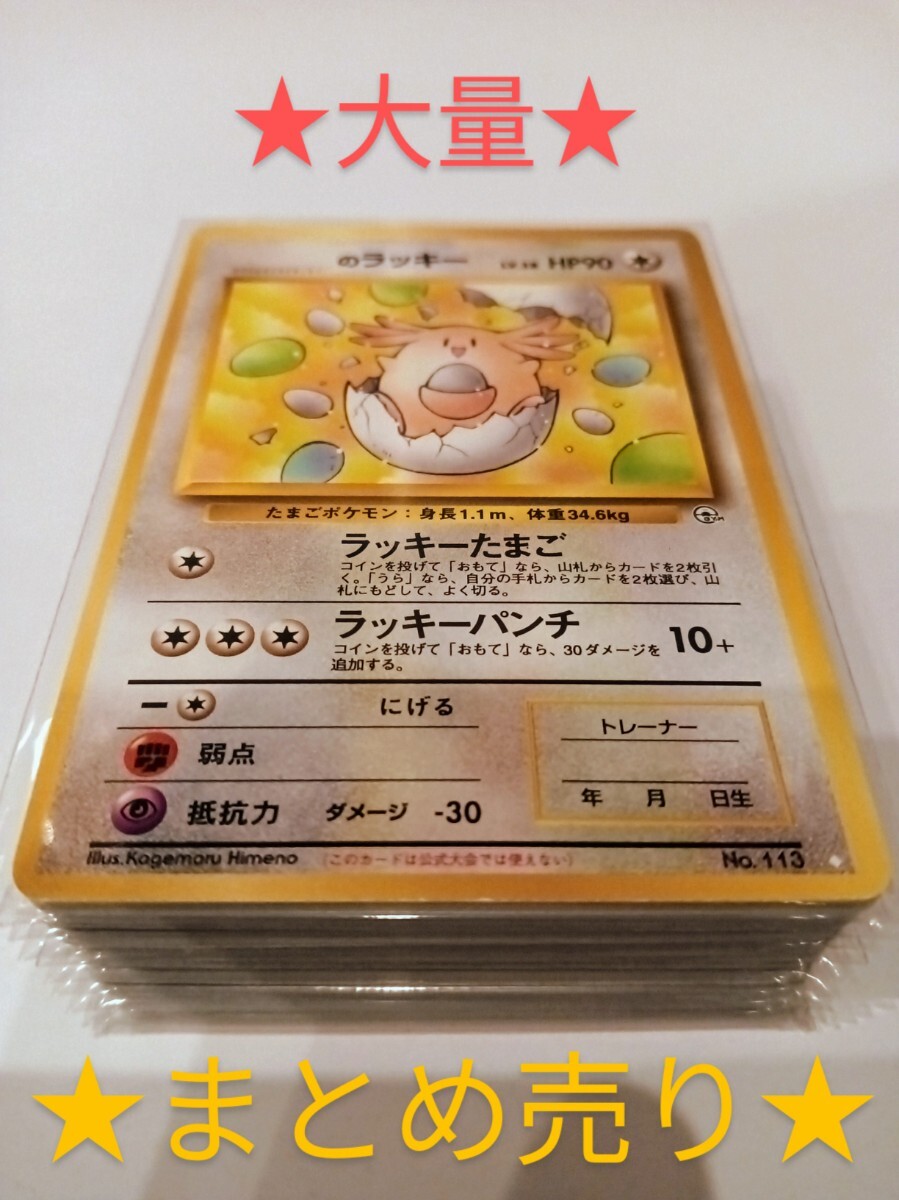 ★大量★
のラッキー LV.28 HP90
たまごポケモン：身長1.1m、体重34.6kg
GYM
ラッキーたまご
コインを投げて「おもて」なら、山札からカードを2枚引
く。「うら」なら、自分の手札からカードを2枚選び、山
札にもどして、よく切る。
ラッキーパンチ 10+
コインを投げて「おもて」なら、30ダメージを
追加する。
にげる
弱点
抵抗力 ダメージ -30
トレーナー
年 月 日生
Illus.Kagemaru Himeno (このカードは公式大会では使えない) No.113
★まとめ売り★